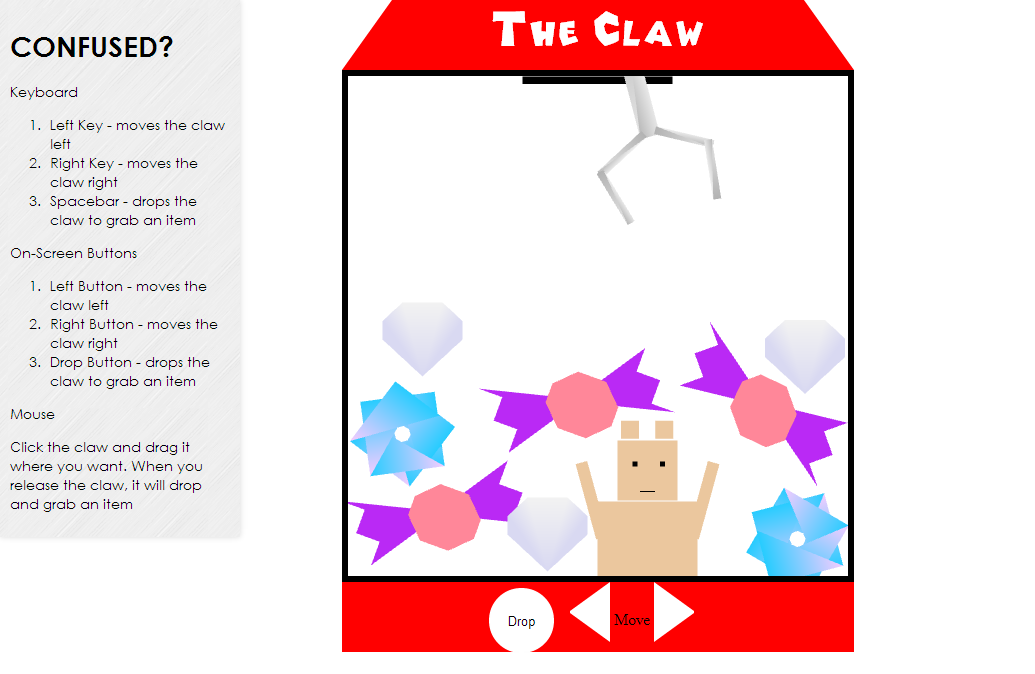 THE CLAW
CONFUSED?
Keyboard
1. Left Key - moves the claw
left
2. Right Key - moves the
claw right
3. Spacebar - drops the
claw to grab an item
On-Screen Buttons
1. Left Button - moves the
claw left
2. Right Button - moves the
claw right
3. Drop Button - drops the
claw to grab an item
Mouse
Click the claw and drag it
where you want. When you
release the claw, it will drop
and grab an item
Drop
Move